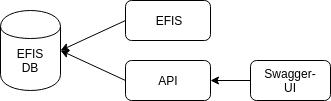 EFIS
DB
EFIS
API
Swagger-
UI